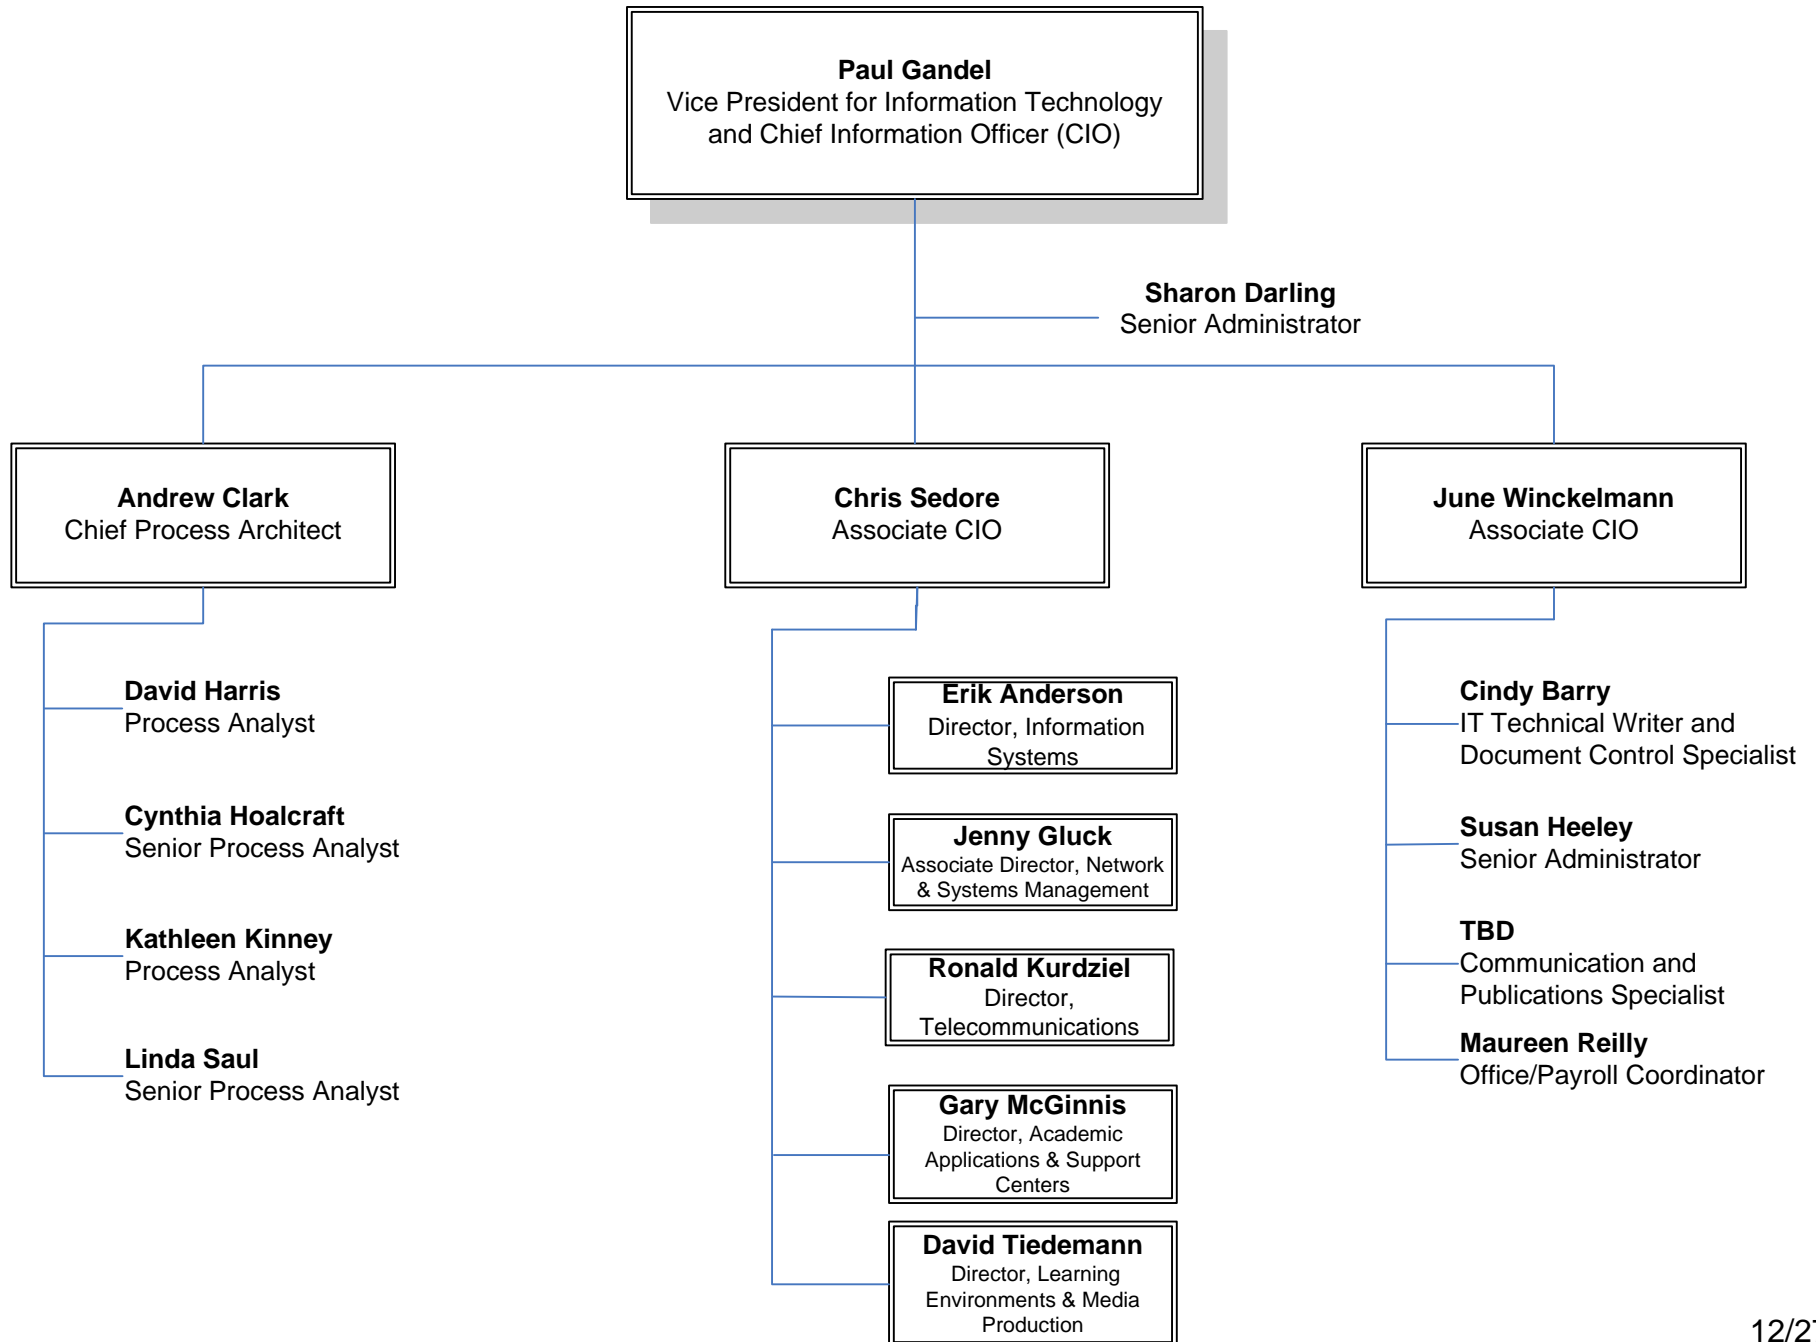 Paul Gandel
Vice President for Information Technology
and Chief Information Officer (CIO)
Sharon Darling
Senior Administrator
Andrew Clark
Chief Process Architect
Chris Sedore
Associate CIO
June Winckelmann
Associate CIO
David Harris
Process Analyst
Cynthia Hoalcraft
Senior Process Analyst
Kathleen Kinney
Process Analyst
Linda Saul
Senior Process Analyst
Erik Anderson
Director, Information
Systems
Jenny Gluck
Associate Director, Network
& Systems Management
Ronald Kurdziel
Director,
Telecommunications
Gary McGinnis
Director, Academic
Applications & Support
Centers
David Tiedemann
Director, Learning
Environments & Media
Production
Cindy Barry
IT Technical Writer and
Document Control Specialist
Susan Heeley
Senior Administrator
TBD
Communication and
Publications Specialist
Maureen Reilly
Office/Payroll Coordinator